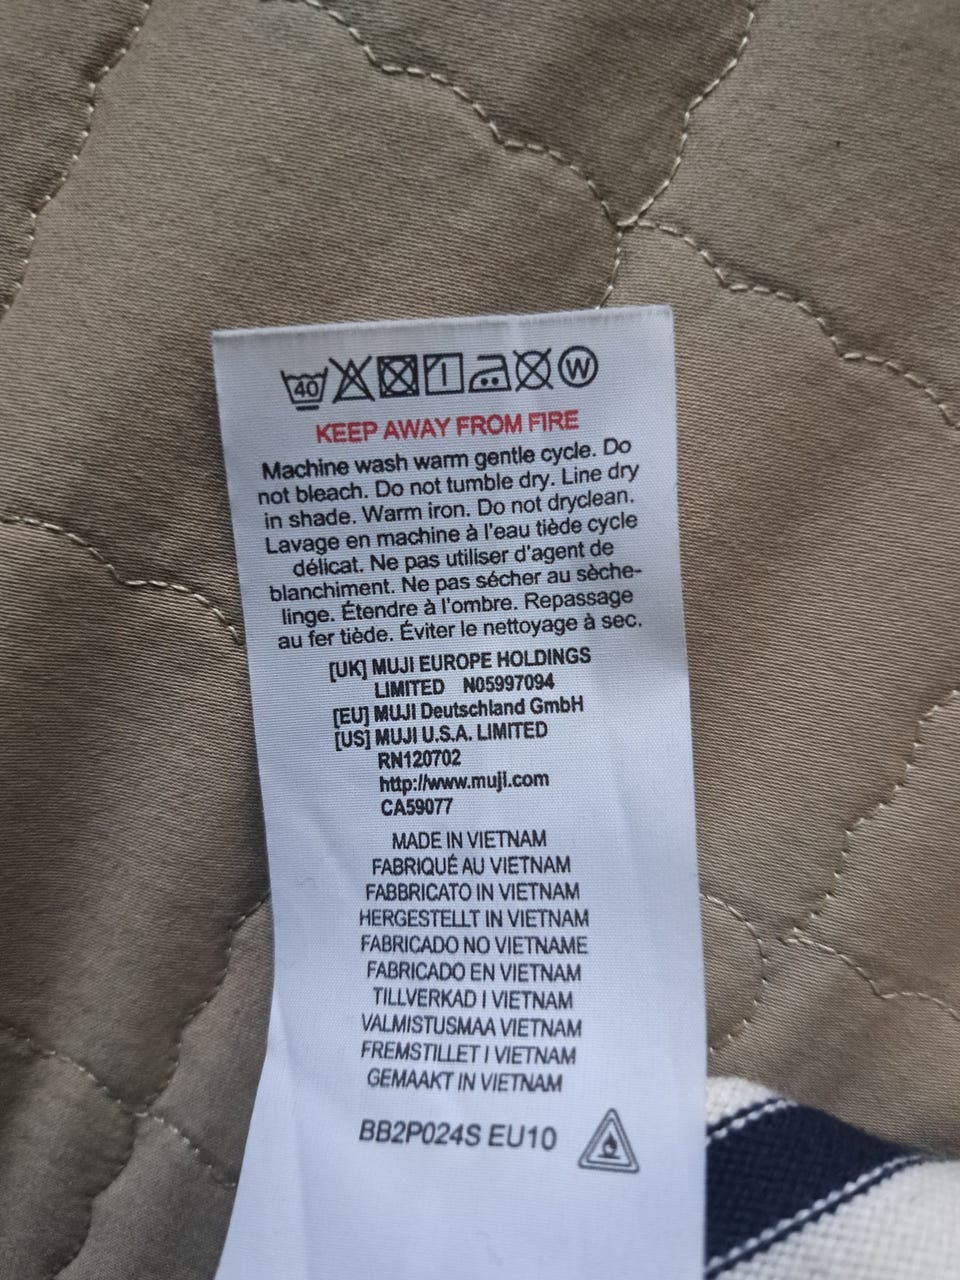 40 W
KEEP AWAY FROM FIRE
Machine wash warm gentle cycle. Do
not bleach. Do not tumble dry. Line dry
in shade. Warm iron. Do not dryclean.
Lavage en machine à l'eau tiède cycle
délicat. Ne pas utiliser d'agent de
blanchiment. Ne pas sécher au sèche-
linge. Étendre à l'ombre. Repassage
au fer tiède. Éviter le nettoyage à sec.
[UK] MUJI EUROPE HOLDINGS
LIMITED N05997094
[EU] MUJI Deutschland GmbH
[US] MUJI U.S.A. LIMITED
RN120702
http://www.muji.com
CA59077
MADE IN VIETNAM
FABRIQUÉ AU VIETNAM
FABBRICATO IN VIETNAM
HERGESTELLT IN VIETNAM
FABRICADO NO VIETNAME
FABRICADO EN VIETNAM
TILLVERKAD I VIETNAM
VALMISTUSMAA VIETNAM
FREMSTILLET I VIETNAM
GEMAAKT IN VIETNAM
BB2P024S EU10